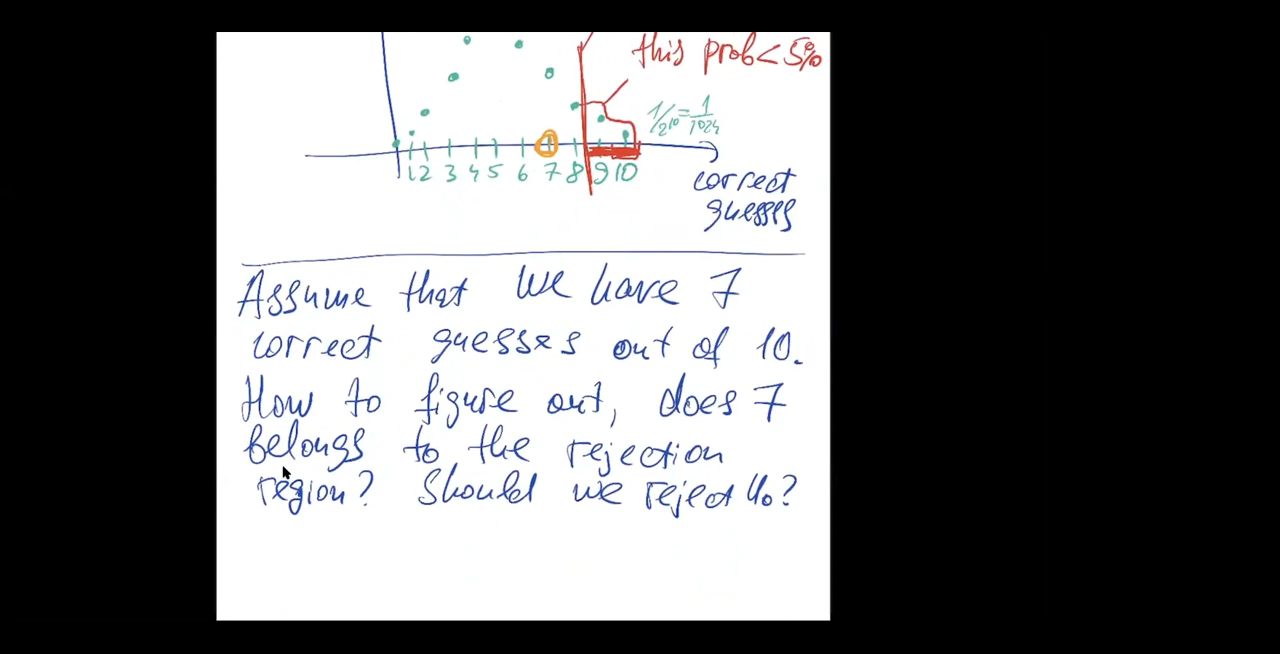 this prob < 5%
1/2^10 = 1/1024
1 2 3 4 5 6 7 8 9 10
correct
guesses
Assume that we have 7
correct guesses out of 10.
How to figure out, does 7
belongs to the rejection
region? Should we reject H₀?